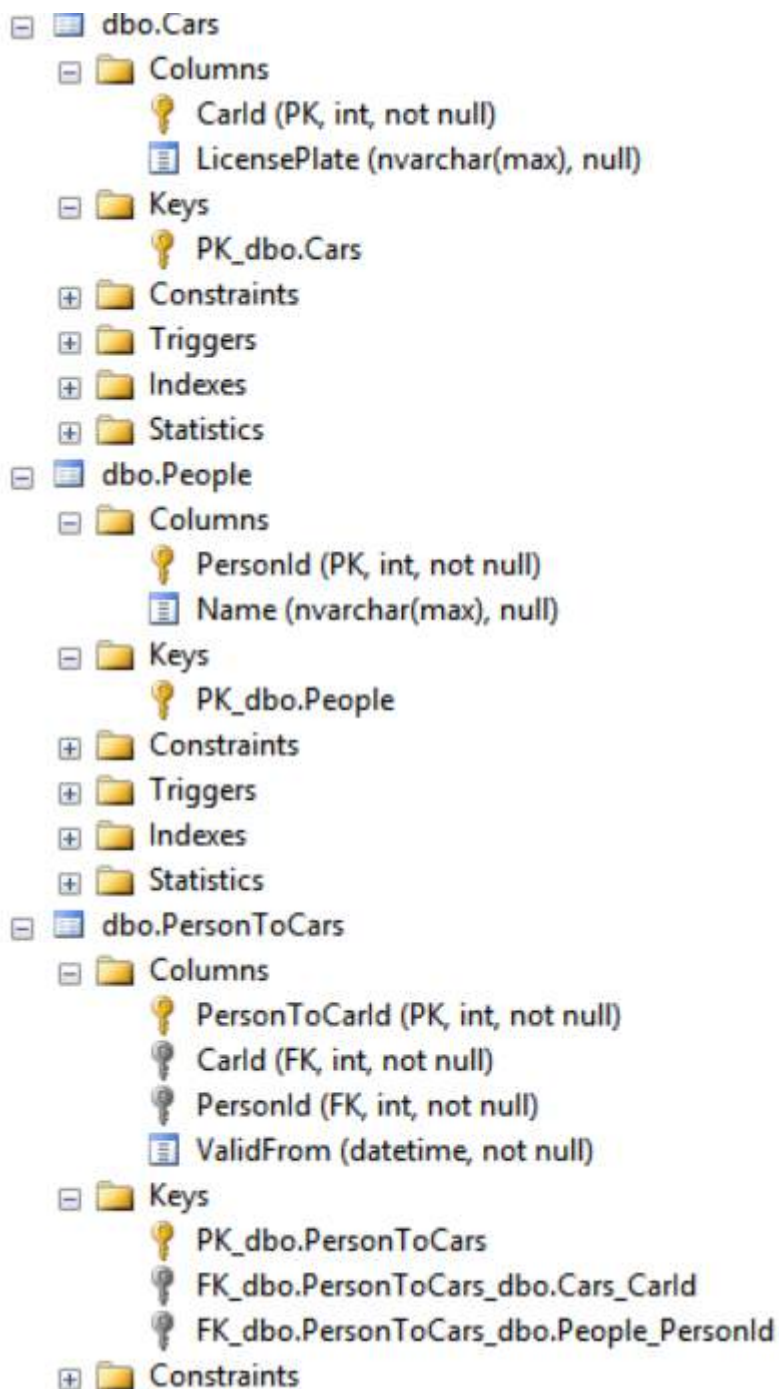 dbo.Cars
Columns
CarId (PK, int, not null)
LicensePlate (nvarchar(max), null)
Keys
PK_dbo.Cars
Constraints
Triggers
Indexes
Statistics
dbo.People
Columns
PersonId (PK, int, not null)
Name (nvarchar(max), null)
Keys
PK_dbo.People
Constraints
Triggers
Indexes
Statistics
dbo.PersonToCars
Columns
PersonToCarId (PK, int, not null)
CarId (FK, int, not null)
PersonId (FK, int, not null)
ValidFrom (datetime, not null)
Keys
PK_dbo.PersonToCars
FK_dbo.PersonToCars_dbo.Cars_CarId
FK_dbo.PersonToCars_dbo.People_PersonId
Constraints